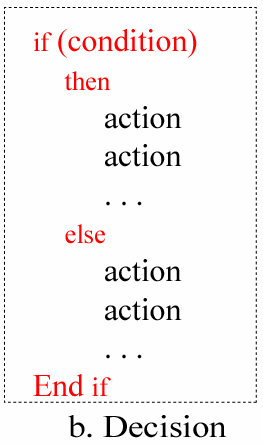 if (condition)
then
action
action
. . .
else
action
action
. . .
End if
b. Decision